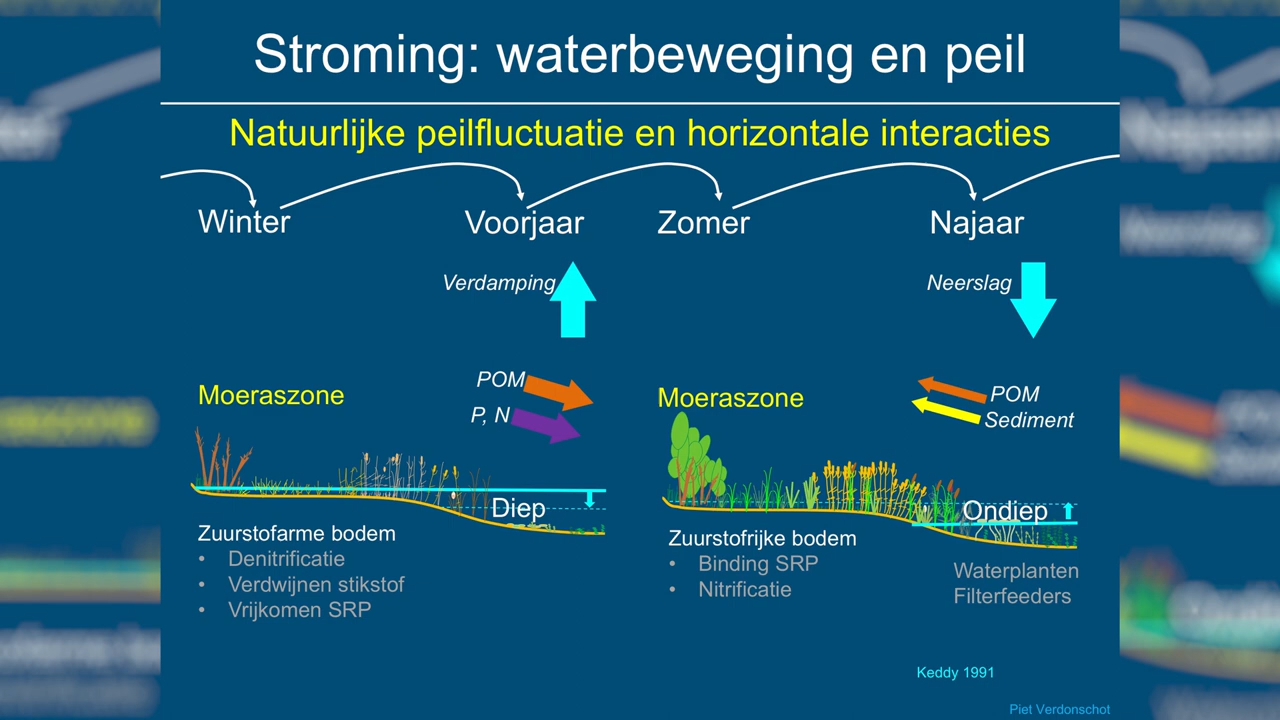 Stroming: waterbeweging en peil
Natuurlijke peilfluctuatie en horizontale interacties
Winter
Voorjaar
Zomer
Najaar
Verdamping
Neerslag
Moeraszone
POM
P, N
Moeraszone
POM
Sediment
Diep
Ondiep
Zuurstofarme bodem
• Denitrificatie
• Verdwijnen stikstof
• Vrijkomen SRP
Zuurstofrijke bodem
• Binding SRP
• Nitrificatie
Waterplanten
Filterfeeders
Keddy 1991
Piet Verdonschot